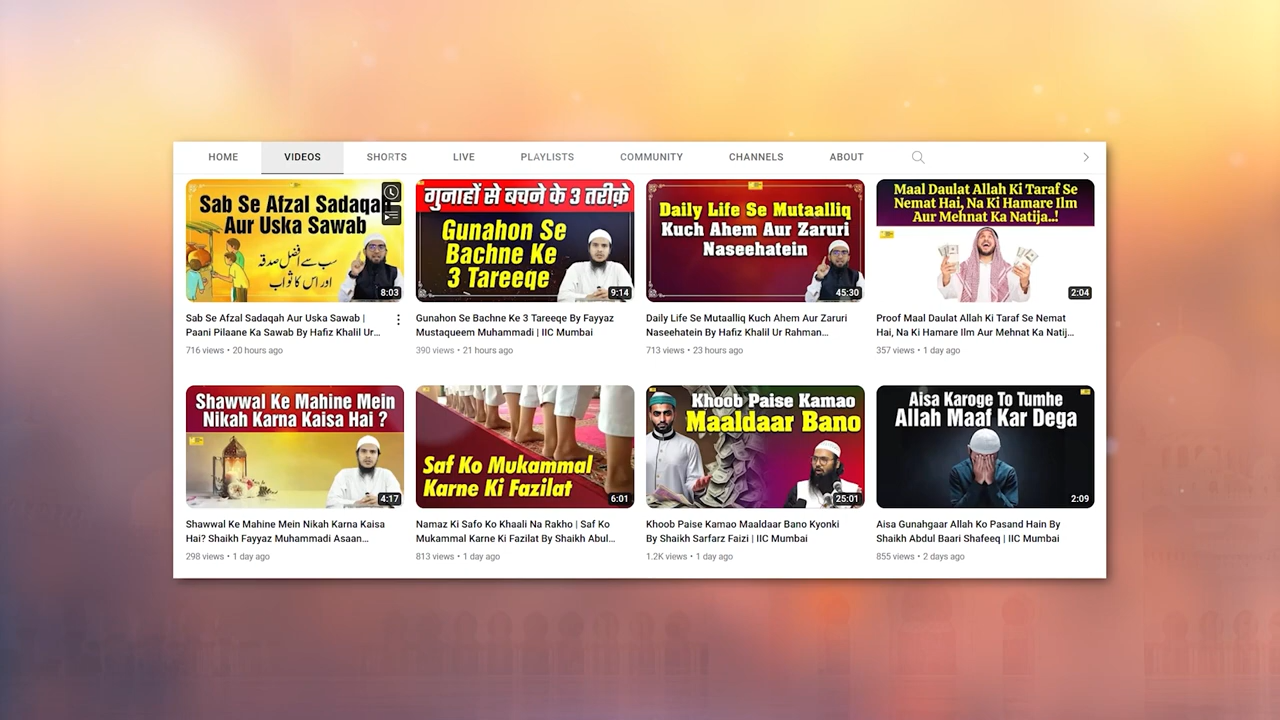 HOME VIDEOS SHORTS LIVE PLAYLISTS COMMUNITY CHANNELS ABOUT
Sab Se Afzal Sadaqah
Aur Uska Sawab
سب سے افضل صدقہ
اور اس کا ثواب
8:03
Sab Se Afzal Sadaqah Aur Uska Sawab |
Paani Pilaane Ka Sawab By Hafiz Khalil Ur...
716 views • 20 hours ago
गुनाहों से बचने के 3 तरीक़े
Gunahon Se
Bachne Ke
3 Tareeqe
9:14
Gunahon Se Bachne Ke 3 Tareeqe By Fayyaz
Mustaqueem Muhammadi | IIC Mumbai
390 views • 21 hours ago
Daily Life Se Mutaalliq
Kuch Ahem Aur Zaruri
Naseehatein
45:30
Daily Life Se Mutaalliq Kuch Ahem Aur Zaruri
Naseehatein By Hafiz Khalil Ur Rahman...
713 views • 23 hours ago
Maal Daulat Allah Ki Taraf Se
Nemat Hai, Na Ki Hamare Ilm
Aur Mehnat Ka Natija..!
2:04
Proof Maal Daulat Allah Ki Taraf Se Nemat
Hai, Na Ki Hamare Ilm Aur Mehnat Ka Natij...
357 views • 1 day ago
Shawwal Ke Mahine Mein
Nikah Karna Kaisa Hai ?
4:17
Shawwal Ke Mahine Mein Nikah Karna Kaisa
Hai? Shaikh Fayyaz Muhammadi Asaan...
298 views • 1 day ago
Saf Ko Mukammal
Karne Ki Fazilat
6:01
Namaz Ki Safo Ko Khaali Na Rakho | Saf Ko
Mukammal Karne Ki Fazilat By Shaikh Abul...
813 views • 1 day ago
Khoob Paise Kamao
Maaldaar Bano
25:01
Khoob Paise Kamao Maaldaar Bano Kyonki
By Shaikh Sarfarz Faizi | IIC Mumbai
1.2K views • 1 day ago
Aisa Karoge To Tumhe
Allah Maaf Kar Dega
2:09
Aisa Gunahgaar Allah Ko Pasand Hain By
Shaikh Abdul Baari Shafeeq | IIC Mumbai
855 views • 2 days ago